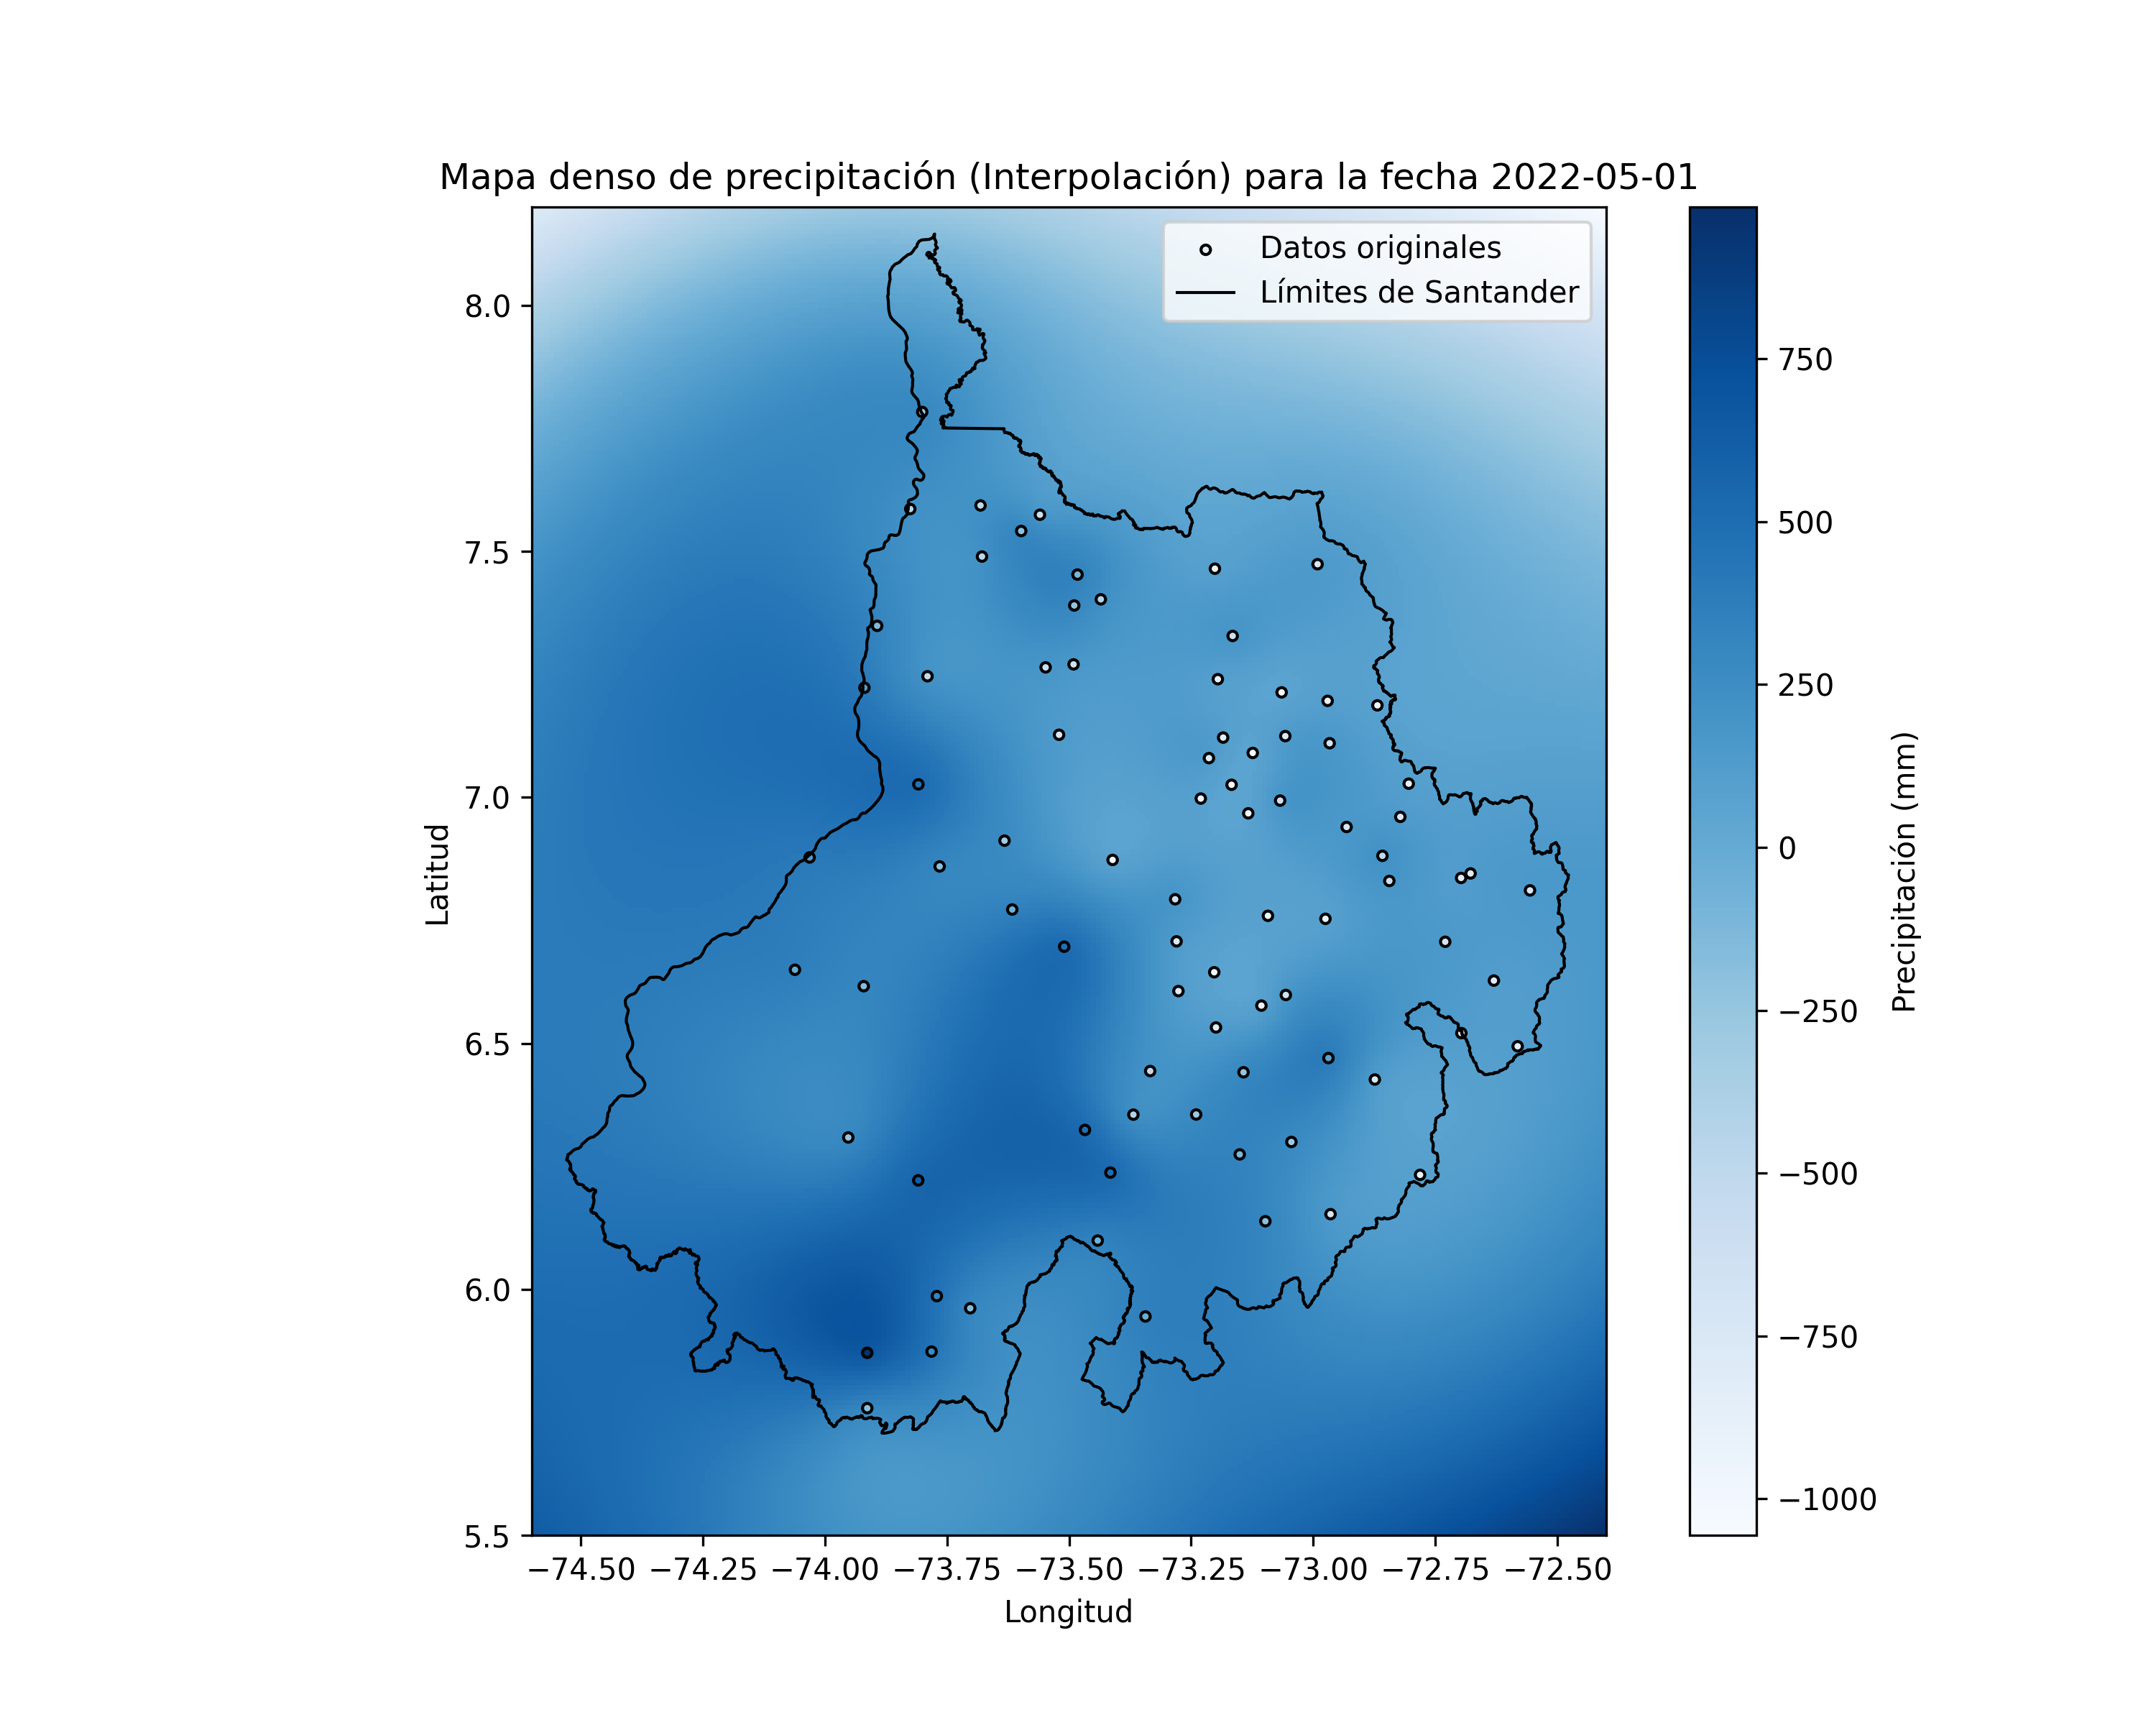 Mapa denso de precipitación (Interpolación) para la fecha 2022-05-01
Datos originales
Límites de Santander
8.0
7.5
7.0
6.5
6.0
5.5
Latitud
−74.50 −74.25 −74.00 −73.75 −73.50 −73.25 −73.00 −72.75 −72.50
Longitud
750
500
250
0
−250
−500
−750
−1000
Precipitación (mm)